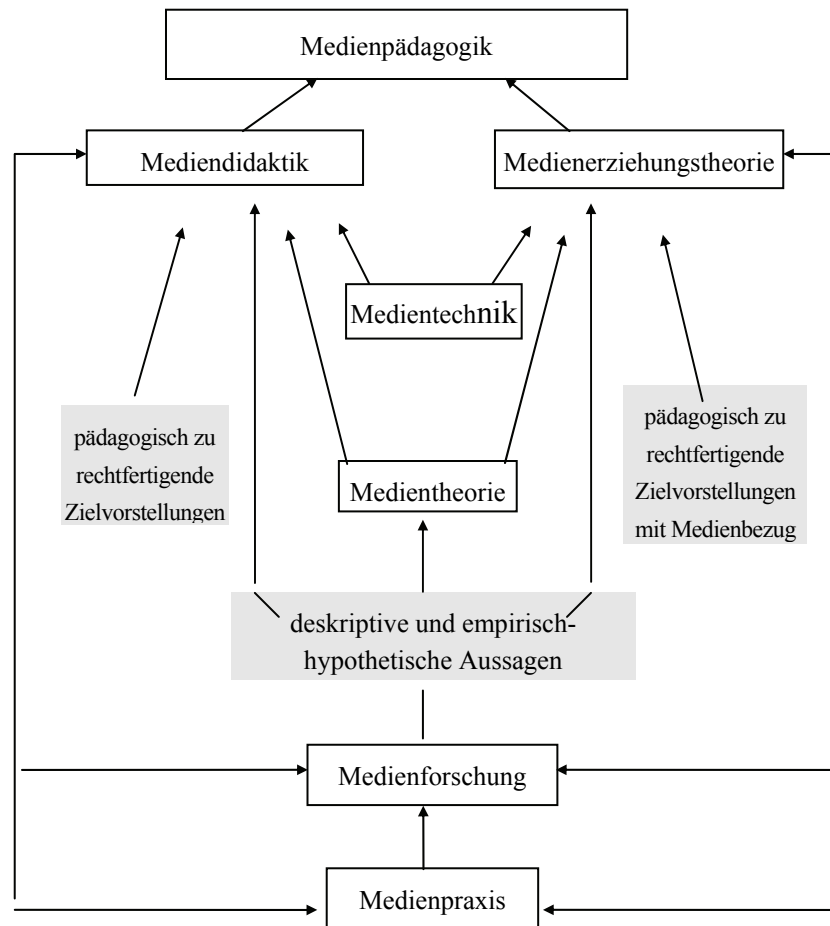 Medienpädagogik
Mediendidaktik
Medienerziehungstheorie
Medientechnik
pädagogisch zu
rechtfertigende
Zielvorstellungen
pädagogisch zu
rechtfertigende
Zielvorstellungen
mit Medienbezug
Medientheorie
deskriptive und empirisch-
hypothetische Aussagen
Medienforschung
Medienpraxis